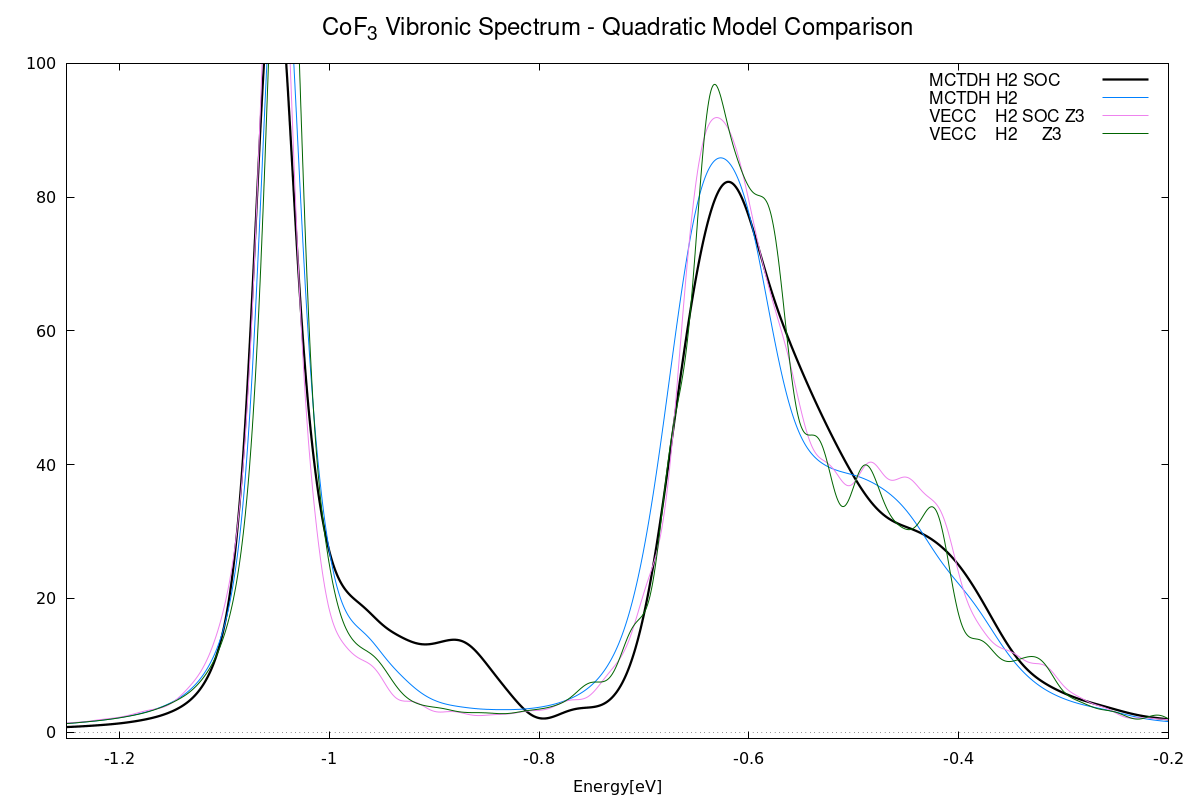 CoF3 Vibronic Spectrum - Quadratic Model Comparison
100
80
60
40
20
0
MCTDH H2 SOC
MCTDH H2
VECC H2 SOC Z3
VECC H2 Z3
-1.2 -1 -0.8 -0.6 -0.4 -0.2
Energy[eV]